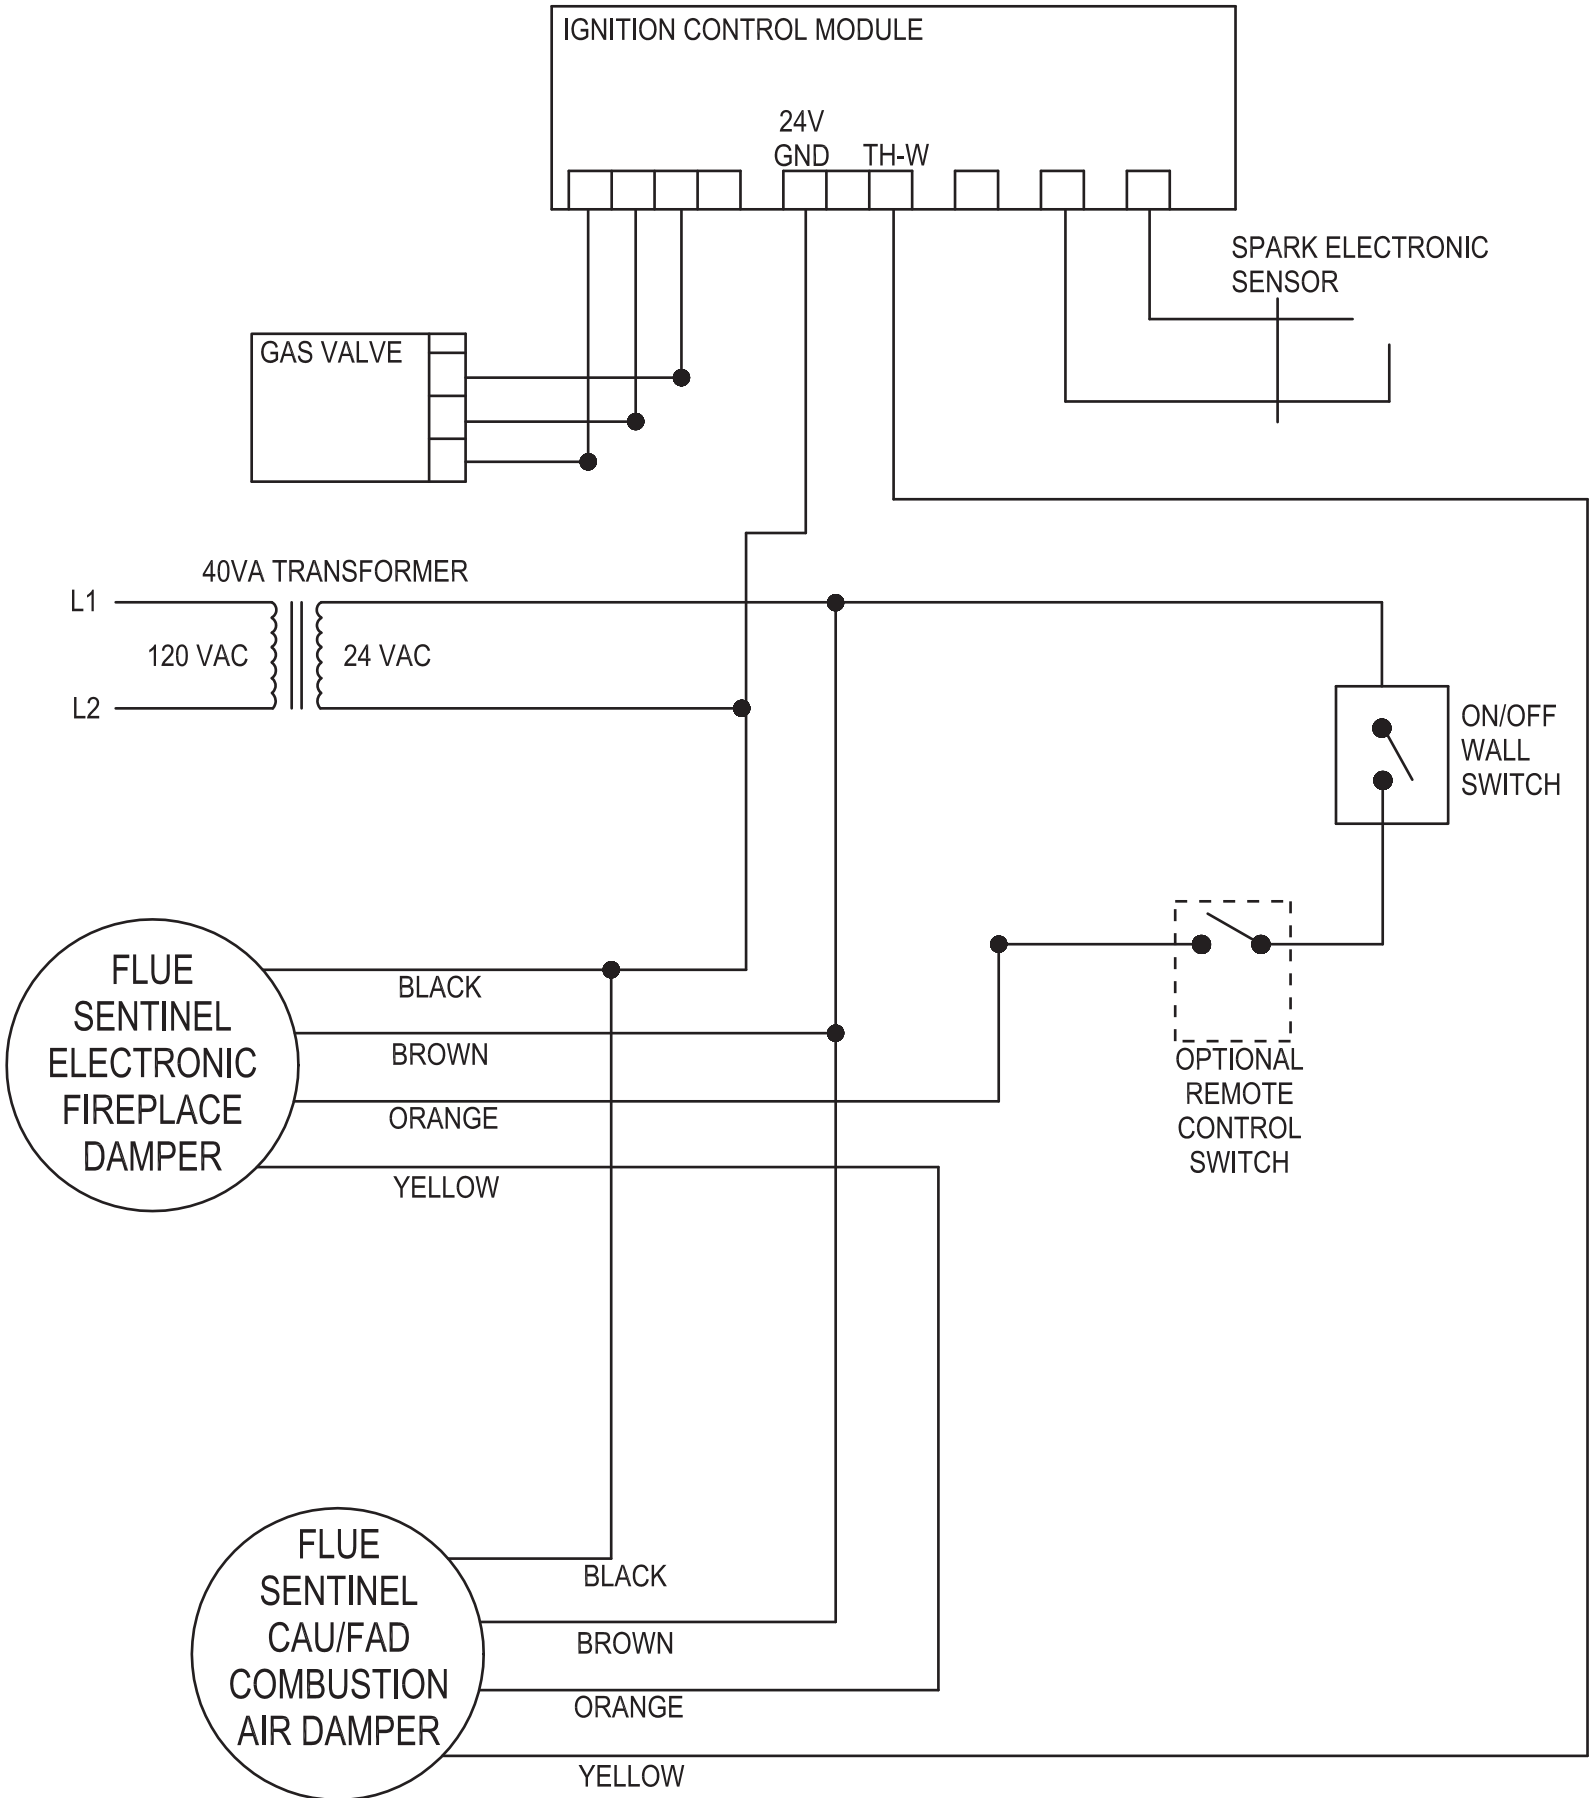 IGNITION CONTROL MODULE
24V
GND
TH-W
SPARK ELECTRONIC
SENSOR
GAS VALVE
40VA TRANSFORMER
L1
120 VAC
24 VAC
L2
ON/OFF
WALL
SWITCH
FLUE
SENTINEL
ELECTRONIC
FIREPLACE
DAMPER
BLACK
BROWN
ORANGE
YELLOW
OPTIONAL
REMOTE
CONTROL
SWITCH
FLUE
SENTINEL
CAU/FAD
COMBUSTION
AIR DAMPER
BLACK
BROWN
ORANGE
YELLOW